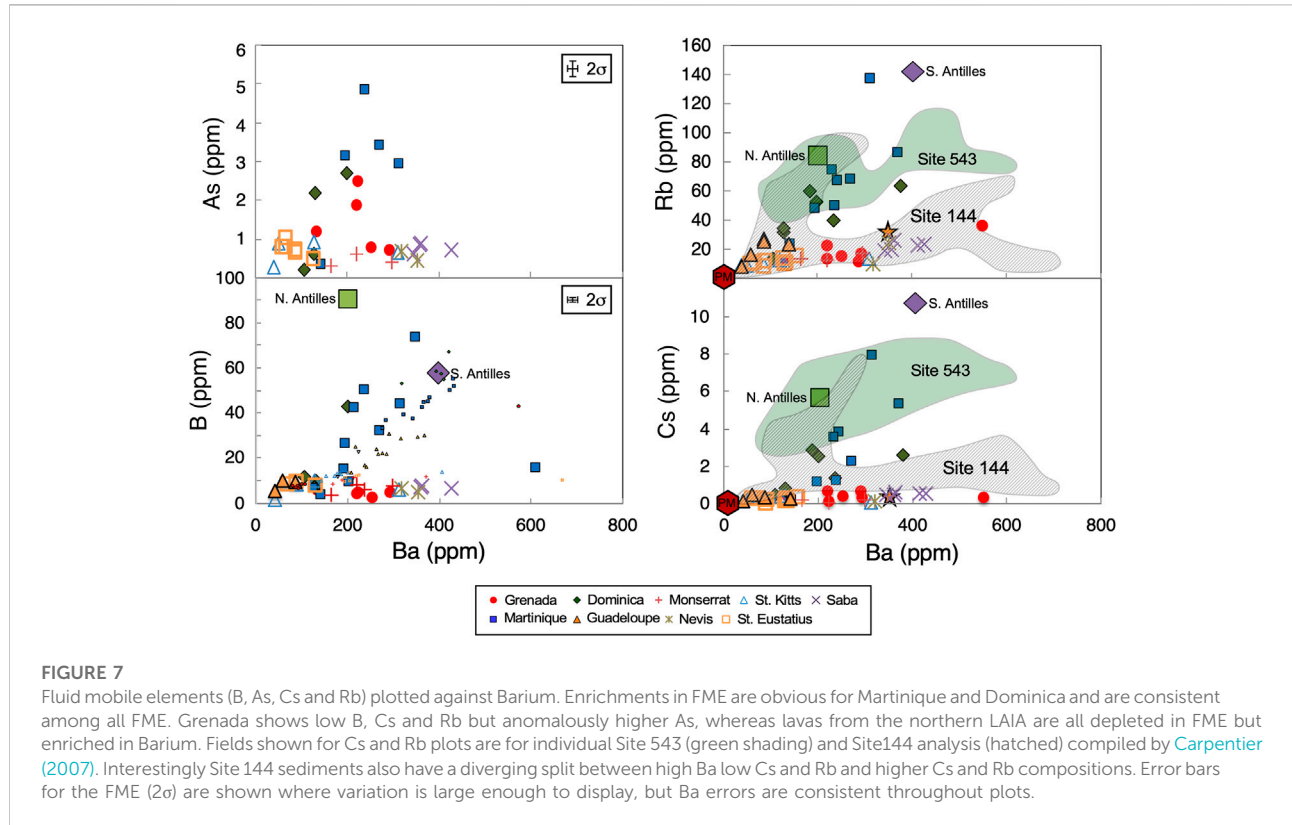 6
5
4
3
2
1
100
As (ppm)
2σ
160
140
120
100
80
60
40
20
Rb (ppm)
S. Antilles
N. Antilles
Site 543
Site 144
PM
80
60
40
20
0
B (ppm)
N. Antilles
2σ
S. Antilles
0
200
400
600
800
Ba (ppm)
10
8
6
4
2
0
Cs (ppm)
S. Antilles
N. Antilles
Site 543
Site 144
PM
0
200
400
600
800
Ba (ppm)
Grenada Dominica Monserrat St. Kitts Saba
Martinique Guadeloupe Nevis St. Eustatius
FIGURE 7
Fluid mobile elements (B, As, Cs and Rb) plotted against Barium. Enrichments in FME are obvious for Martinique and Dominica and are consistent
among all FME. Grenada shows low B, Cs and Rb but anomalously higher As, whereas lavas from the northern LAIA are all depleted in FME but
enriched in Barium. Fields shown for Cs and Rb plots are for individual Site 543 (green shading) and Site144 analysis (hatched) compiled by Carpentier
(2007). Interestingly Site 144 sediments also have a diverging split between high Ba low Cs and Rb and higher Cs and Rb compositions. Error bars
for the FME (2σ) are shown where variation is large enough to display, but Ba errors are consistent throughout plots.